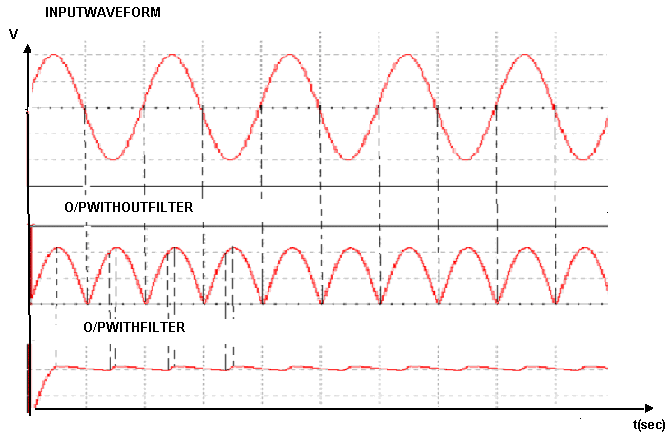 INPUTWAVEFORM
V
O/PWITHOUTFILTER
O/PWITHFILTER
t(sec)